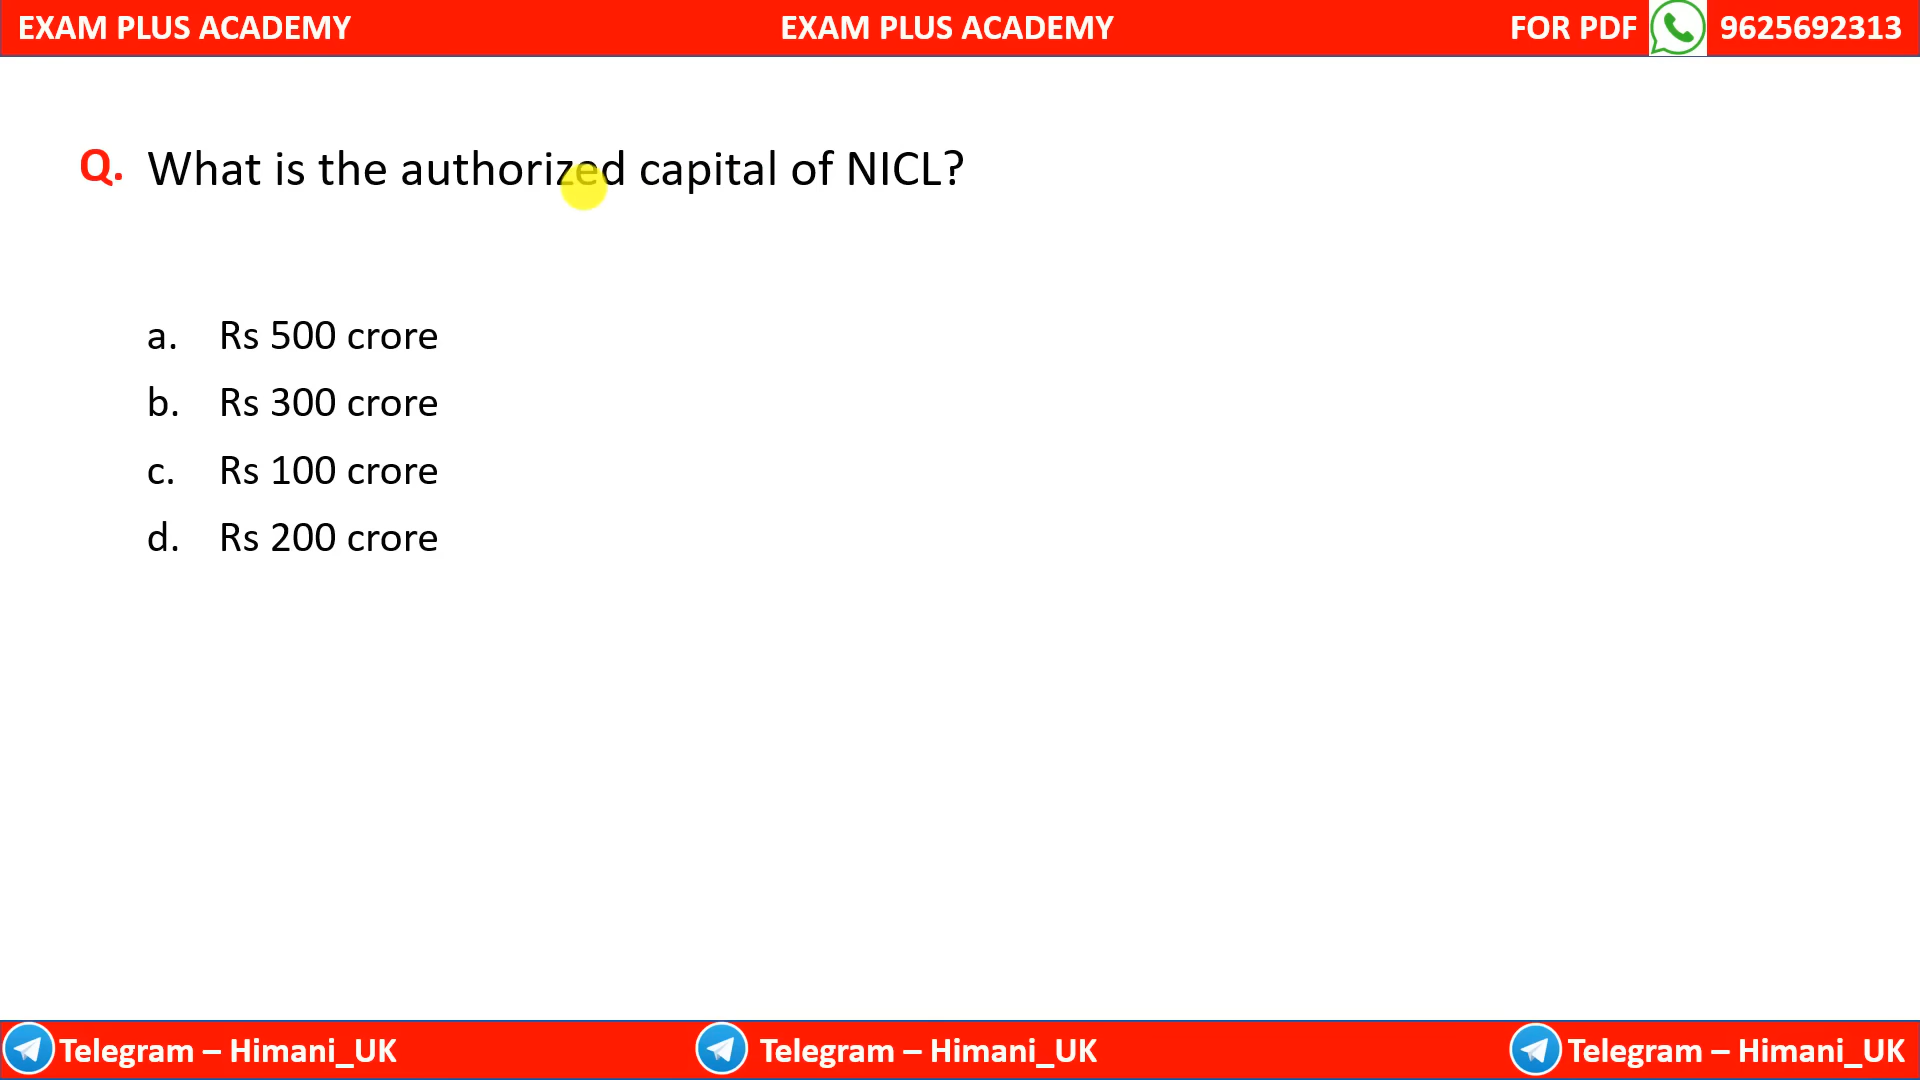 EXAM PLUS ACADEMY EXAM PLUS ACADEMY FOR PDF 9625692313
Q. What is the authorized capital of NICL?
a. Rs 500 crore
b. Rs 300 crore
c. Rs 100 crore
d. Rs 200 crore
Telegram – Himani_UK Telegram – Himani_UK Telegram – Himani_UK